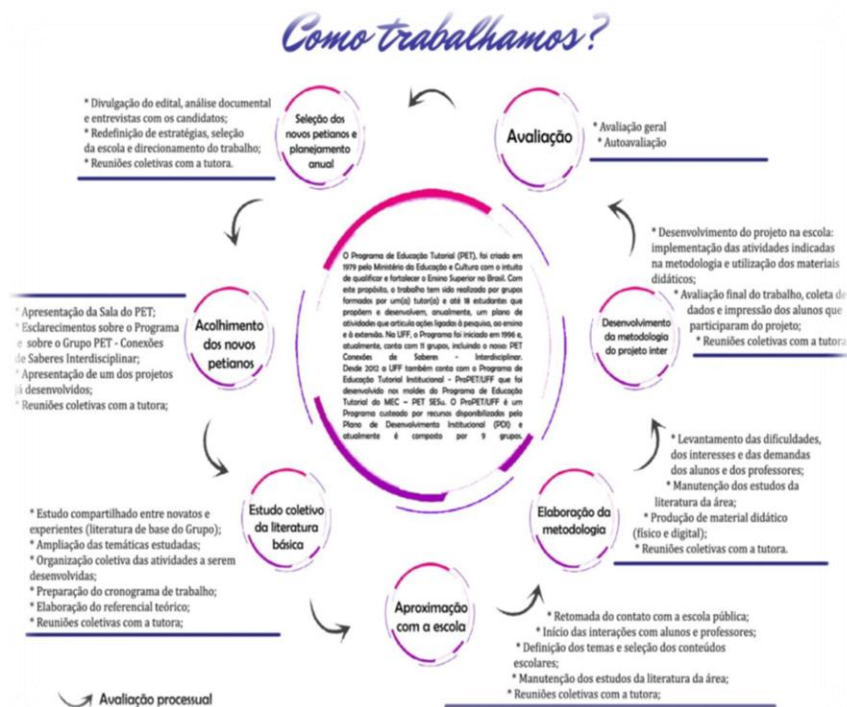 Como trabalhamos?
* Divulgação do edital, análise documental
e entrevistas com os candidatos;
* Redefinição de estratégias, seleção
da escola e direcionamento do trabalho;
* Reuniões coletivas com a tutora.
Seleção dos
novos petianos e
planejamento
anual
Avaliação
* Avaliação geral
* Autoavaliação
* Apresentação da Sala do PET;
* Esclarecimentos sobre o Programa
e sobre o Grupo PET - Conexões
de Saberes Interdisciplinar;
* Apresentação de um dos projetos
já desenvolvidos;
* Reuniões coletivas com a tutora;
Acolhimento
dos novos
petianos
O Programa de Educação Tutorial (PET), foi criado em
1979 pelo Ministério da Educação e Cultura com o intuito
de qualificar e fortalecer o Ensino Superior no Brasil. Com
este propósito, o trabalho tem sido realizado por grupos
formados por um(a) tutor(a) e até 18 estudantes que
propõem e desenvolvem, anualmente, um plano de
atividades que articula ações ligados à pesquisa, ao ensino
e à extensão. Na UFF, o Programa foi iniciado em 1996 e,
atualmente, conta com 11 grupos, incluindo o nosso PET
Conexões de Saberes - Interdisciplinar.
Desde 2012 a UFF também conta com o Programa de
Educação Tutorial Institucional - ProPET/UFF que foi
desenvolvido nos moldes do Programa de Educação
Tutorial do MEC – PET SESu. O ProPET/UFF é um
Programa custeado por recursos disponibilizados pelo
Plano de Desenvolvimento Institucional (PDI) e
atualmente é composto por 9 grupos.
Desenvolvimento
da metodologia
do projeto inter
* Desenvolvimento do projeto na escola:
implementação das atividades indicadas
na metodologia e utilização dos materiais
didáticos;
* Avaliação final do trabalho, coleta de
dados e impressão dos alunos que
participaram do projeto;
* Reuniões coletivas com a tutora
* Estudo compartilhado entre novatos e
experientes (literatura de base do Grupo);
* Ampliação das temáticas estudadas;
* Organização coletiva das atividades a serem
desenvolvidas;
* Preparação do cronograma de trabalho;
* Elaboração do referencial teórico;
* Reuniões coletivas com a tutora;
Estudo coletivo
da literatura
básica
Elaboração da
metodologia
* Levantamento das dificuldades,
dos interesses e das demandas
dos alunos e dos professores;
* Manutenção dos estudos da
literatura da área;
* Produção de material didático
(físico e digital);
* Reuniões coletivas com a tutora.
Aproximação
com a escola
* Retomada do contato com a escola pública;
* Início das interações com alunos e professores;
* Definição dos temas e seleção dos conteúdos
escolares;
* Manutenção dos estudos da literatura da área;
* Reuniões coletivas com a tutora;
Avaliação processual